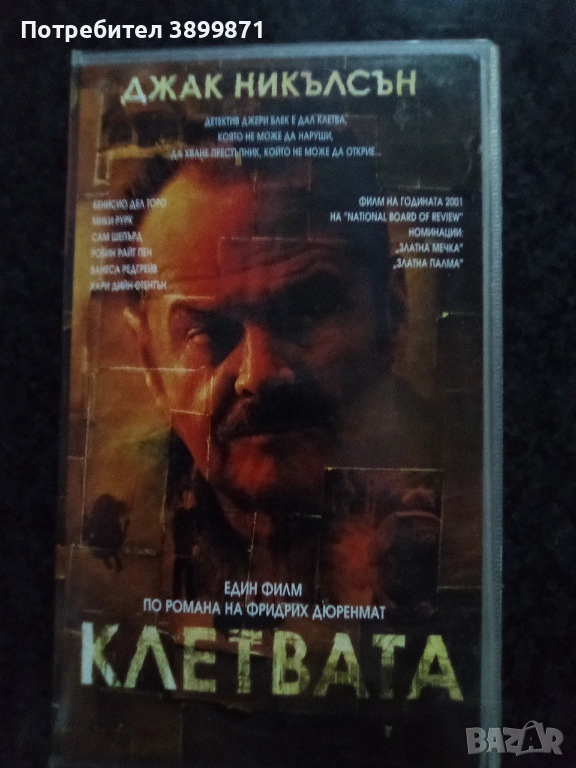 Потребител 3899871
ДЖАК НИКЪЛСЪН
ДЕТЕКТИВ ДЖЕРИ БЛЕК Е ДАЛ КЛЕТВА,
КОЯТО НЕ МОЖЕ ДА НАРУШИ,
ДА ХВАНЕ ПРЕСТЪПНИК, КОЙТО НЕ МОЖЕ ДА ОТКРИЕ...
БЕНИСИО ДЕЛ ТОРО
МИКИ РУРК
САМ ШЕПЪРД
РОБИН РАЙТ ПЕН
ВАНЕСА РЕДГРЕЙВ
ХАРИ ДИЙН СТЕНТЪН
ФИЛМ НА ГОДИНАТА 2001
НА "NATIONAL BOARD OF REVIEW"
НОМИНАЦИИ:
„ЗЛАТНА МЕЧКА"
„ЗЛАТНА ПАЛМА"
ЕДИН ФИЛМ
ПО РОМАНА НА ФРИДРИХ ДЮРЕНМАТ
КЛЕТВАТА
BAZAR